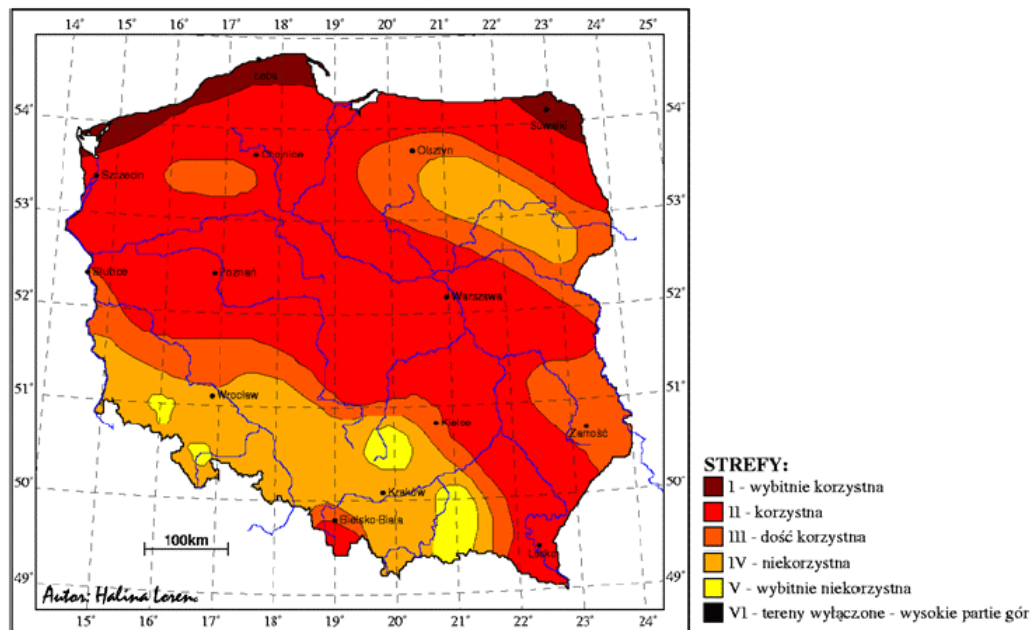 14° 15° 16° 17° 18° 19° 20° 21° 22° 23° 24°
Łeba
54° 54°
Suwałki
Chojnice
Olsztyn
Szczecin
53° 53°
Słubice
Poznań
Warszawa
52° 52°
51° 51°
Wrocław
Kielce
Zamość
50° 50°
Kraków
Bielsko-Biała
Lesko
100km
49° 49°
Autor: Halina Lorenc
15° 16° 17° 18° 19° 20° 21° 22° 23°
STREFY:
I - wybitnie korzystna
II - korzystna
III - dość korzystna
IV - niekorzystna
V - wybitnie niekorzystna
VI - tereny wyłączone - wysokie partie gór